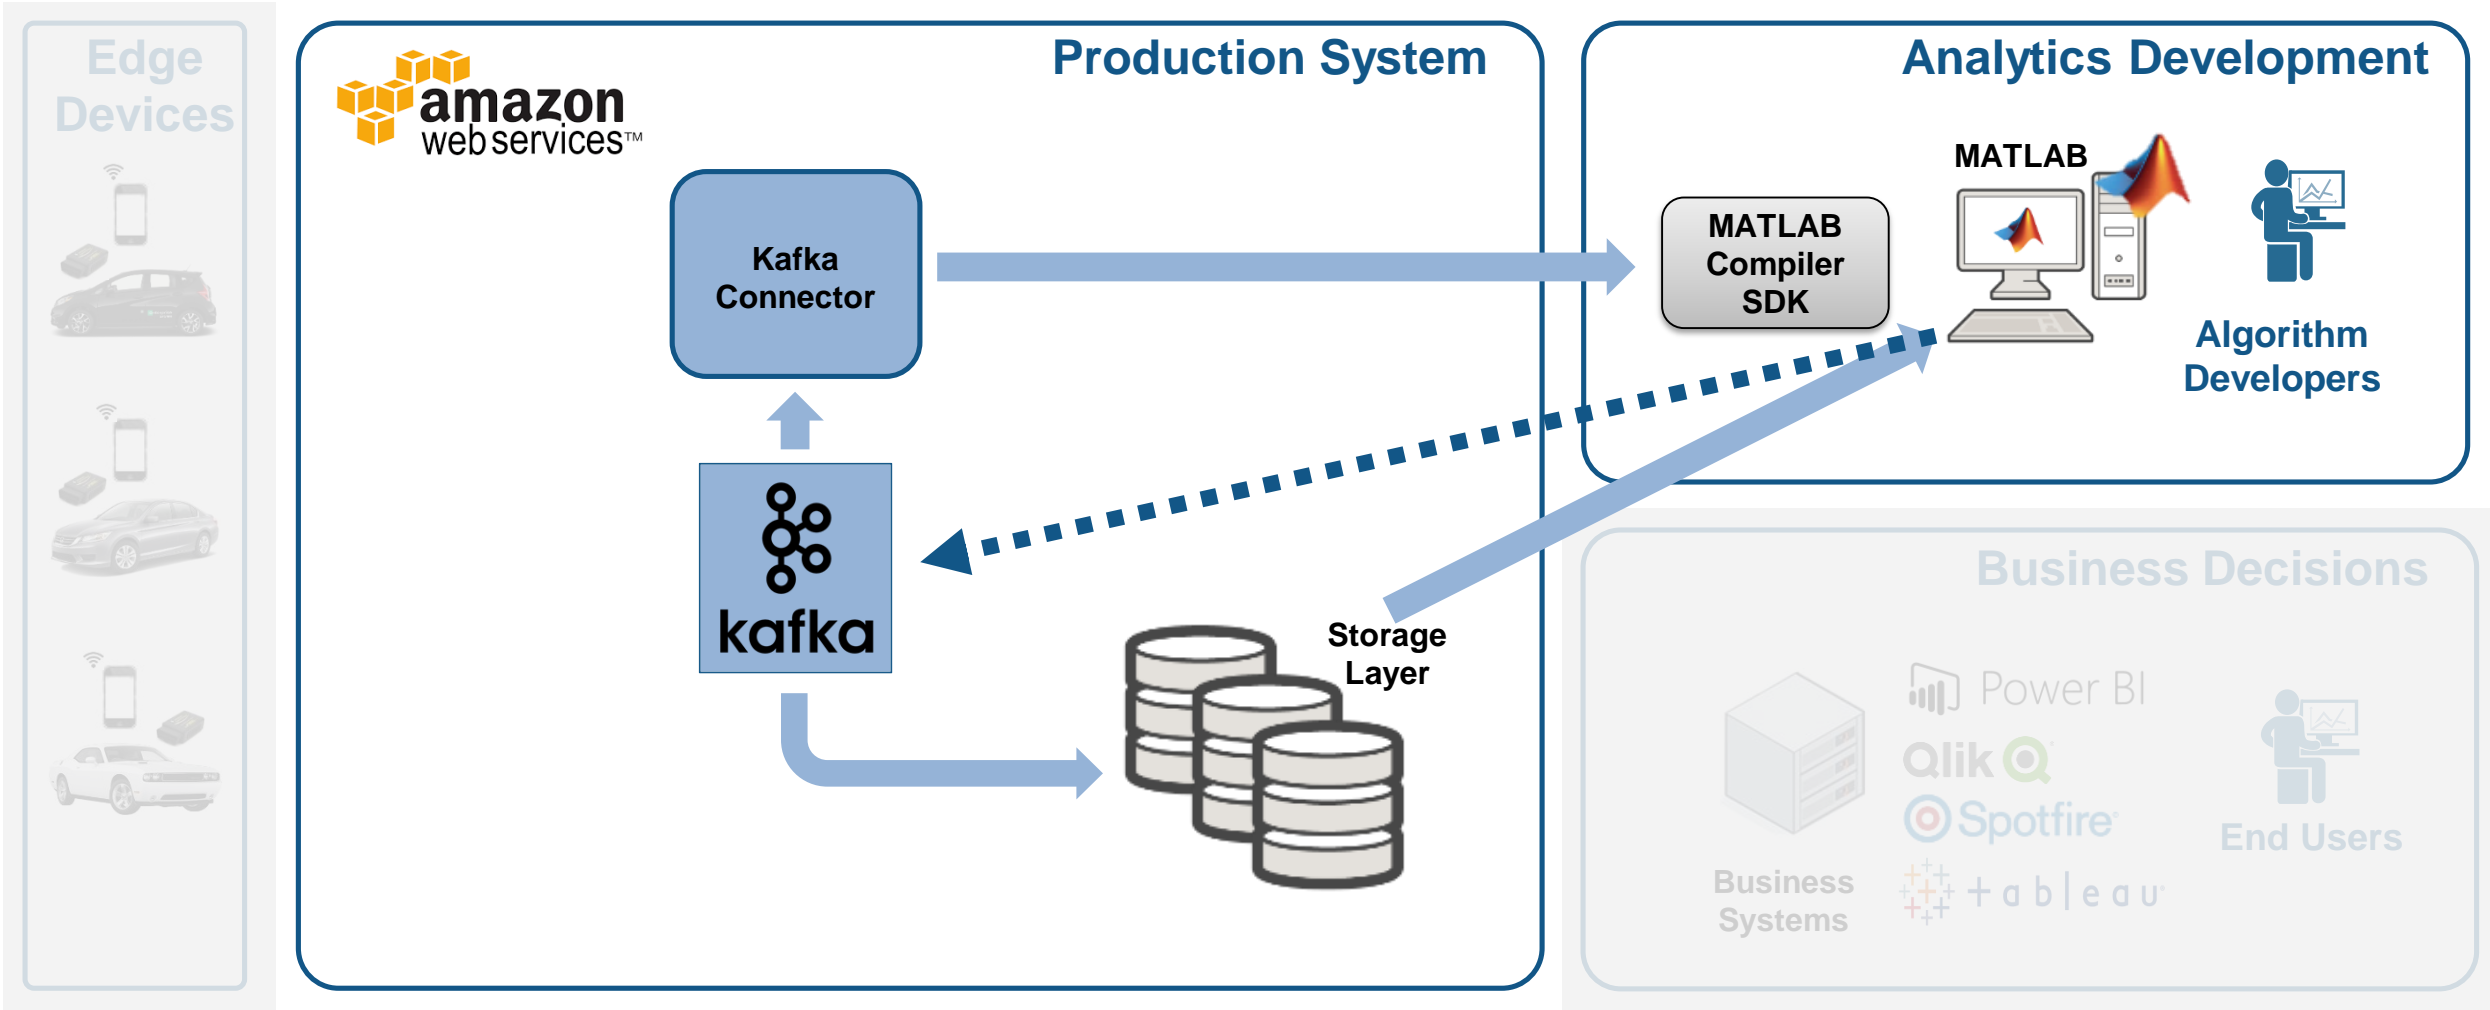 Edge
Devices
amazon
web services™
Production System
Kafka
Connector
kafka
Storage
Layer
Analytics Development
MATLAB
MATLAB
Compiler
SDK
Algorithm
Developers
Business Decisions
Power BI
Qlik Q
Spotfire®
+ a b | e a u®
Business
Systems
End Users